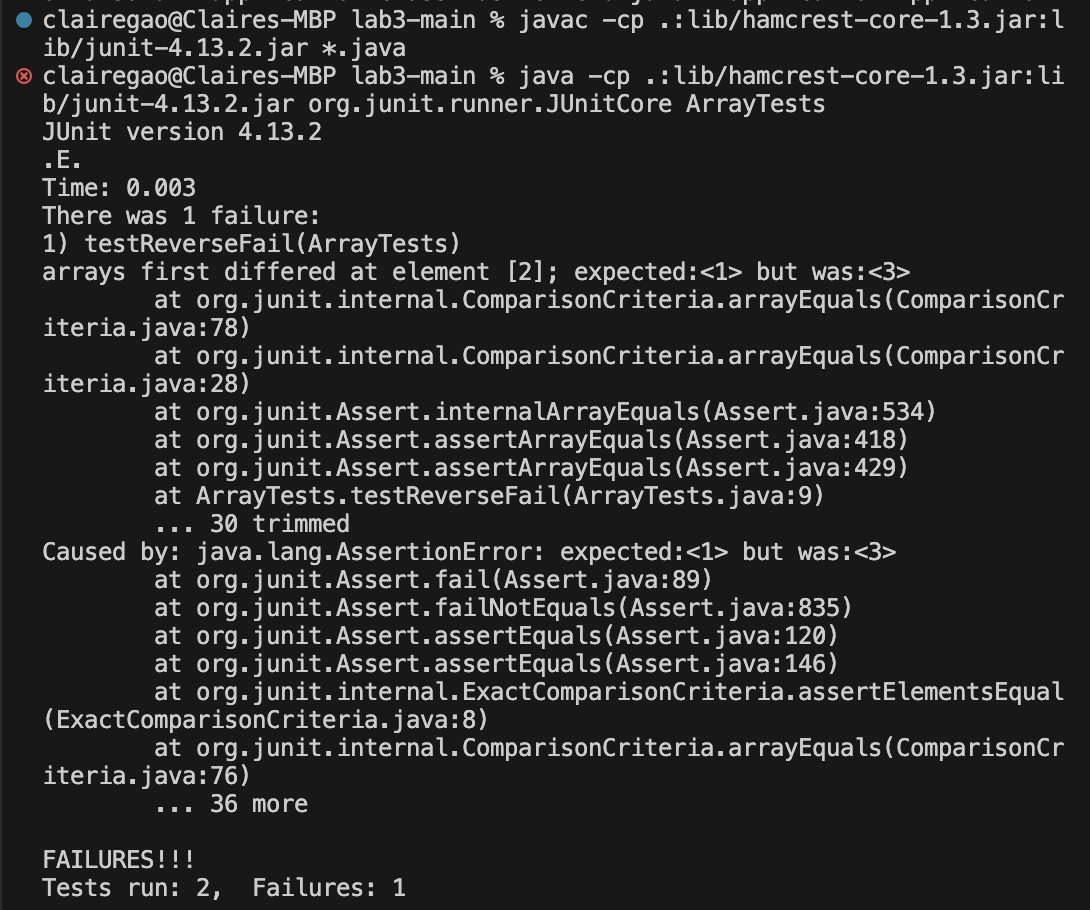 clairegao@Claires-MBP lab3-main % javac -cp .:lib/hamcrest-core-1.3.jar:l
ib/junit-4.13.2.jar *.java
clairegao@Claires-MBP lab3-main % java -cp .:lib/hamcrest-core-1.3.jar:li
b/junit-4.13.2.jar org.junit.runner.JUnitCore ArrayTests
JUnit version 4.13.2
.E.
Time: 0.003
There was 1 failure:
1) testReverseFail(ArrayTests)
arrays first differed at element [2]; expected:<1> but was:<3>
        at org.junit.internal.ComparisonCriteria.arrayEquals(ComparisonCr
iteria.java:78)
        at org.junit.internal.ComparisonCriteria.arrayEquals(ComparisonCr
iteria.java:28)
        at org.junit.Assert.internalArrayEquals(Assert.java:534)
        at org.junit.Assert.assertArrayEquals(Assert.java:418)
        at org.junit.Assert.assertArrayEquals(Assert.java:429)
        at ArrayTests.testReverseFail(ArrayTests.java:9)
        ... 30 trimmed
Caused by: java.lang.AssertionError: expected:<1> but was:<3>
        at org.junit.Assert.fail(Assert.java:89)
        at org.junit.Assert.failNotEquals(Assert.java:835)
        at org.junit.Assert.assertEquals(Assert.java:120)
        at org.junit.Assert.assertEquals(Assert.java:146)
        at org.junit.internal.ExactComparisonCriteria.assertElementsEqual
(ExactComparisonCriteria.java:8)
        at org.junit.internal.ComparisonCriteria.arrayEquals(ComparisonCr
iteria.java:76)
        ... 36 more

FAILURES!!!
Tests run: 2,  Failures: 1